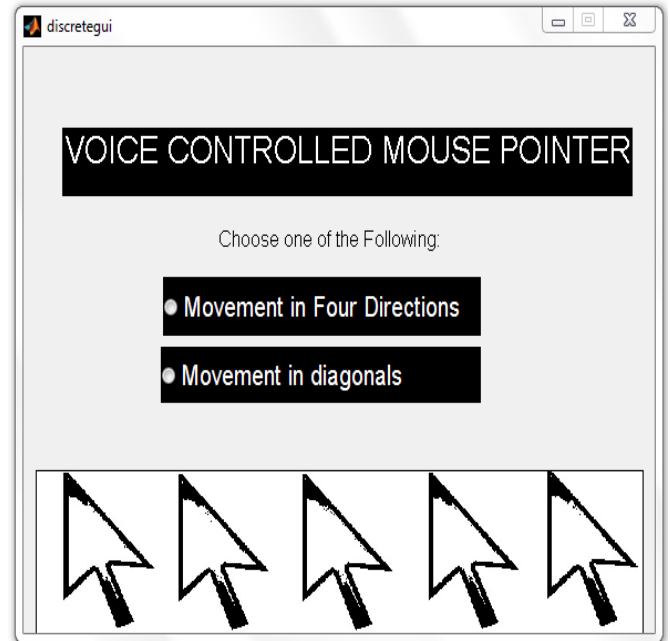 discretegui
VOICE CONTROLLED MOUSE POINTER
Choose one of the Following:
Movement in Four Directions
Movement in diagonals